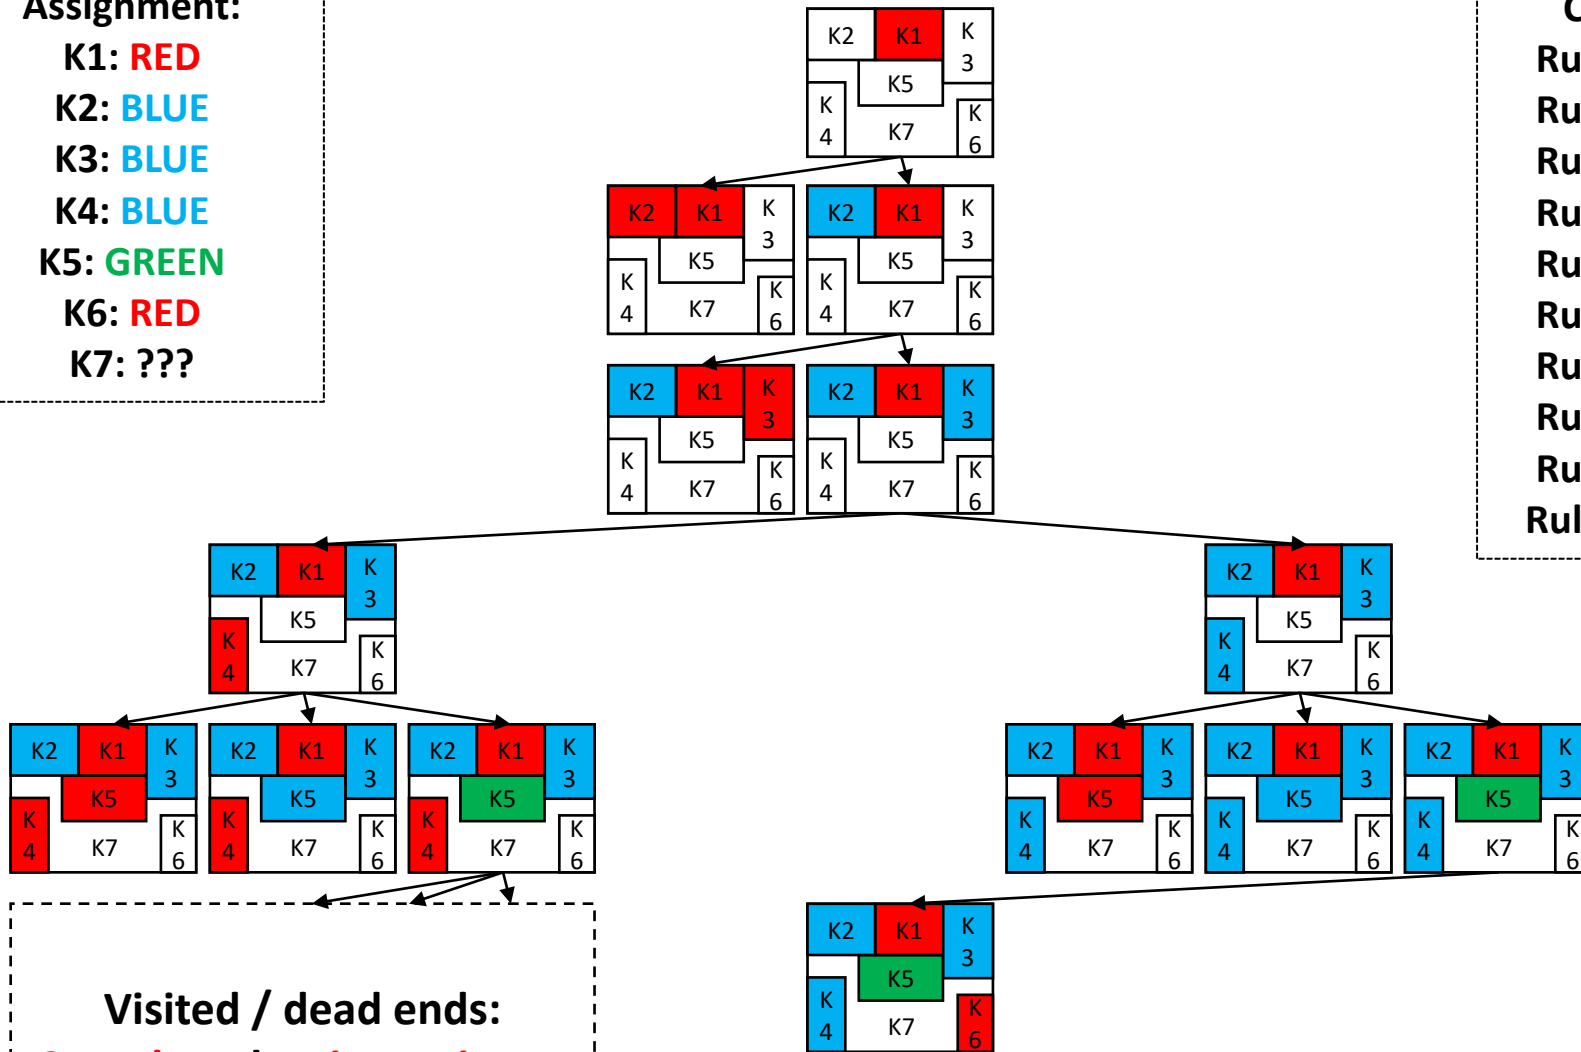 Assignment:
K1: RED
K2: BLUE
K3: BLUE
K4: BLUE
K5: GREEN
K6: RED
K7: ???
K2 K1 K3
K5
K4 K7 K6
K2 K1 K3
K5
K4 K7 K6
K2 K1 K3
K5
K4 K7 K6
K2 K1 K3
K5
K4 K7 K6
K2 K1 K3
K5
K4 K7 K6
K2 K1 K3
K5
K4 K7 K6
K2 K1 K3
K5
K4 K7 K6
K2 K1 K3
K5
K4 K7 K6
K2 K1 K3
K5
K4 K7 K6
K2 K1 K3
K5
K4 K7 K6
K2 K1 K3
K5
K4 K7 K6
K2 K1 K3
K5
K4 K7 K6
K2 K1 K3
K5
K4 K7 K6
Visited / dead ends:
K2 K1 K3
K5
K4 K7 K6